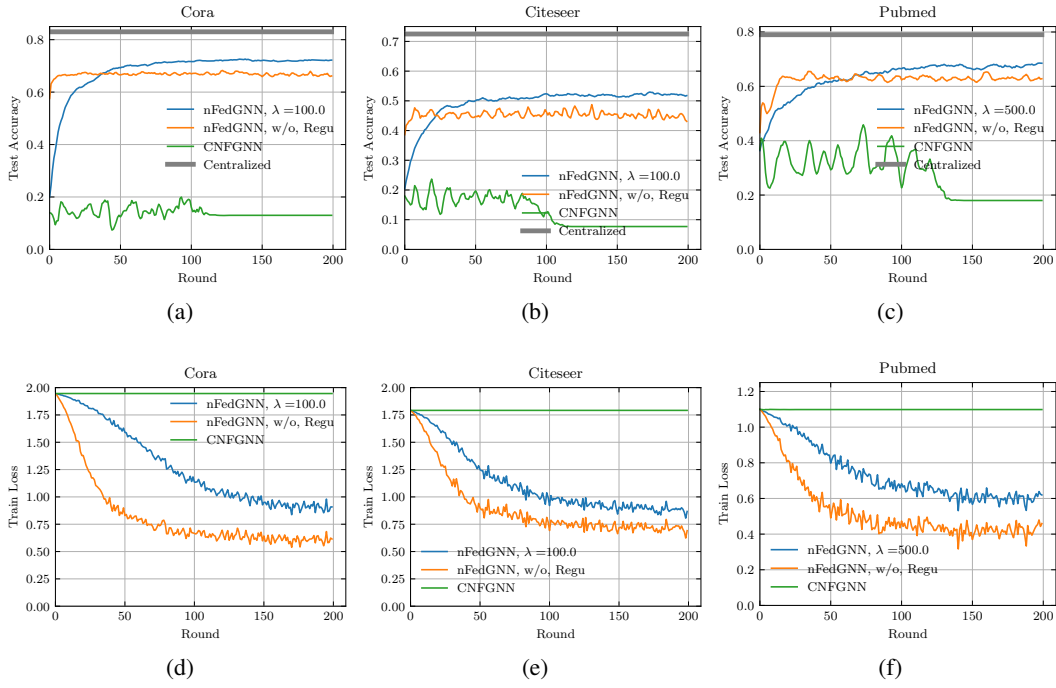 Cora
0.8
0.6
0.4
0.2
0.0
Test Accuracy
nFedGNN, λ =100.0
nFedGNN, w/o, Regu
CNFGNN
Centralized
0 50 100 150 200
Round
(a)
Citeseer
0.7
0.6
0.5
0.4
0.3
0.2
0.1
0.0
Test Accuracy
nFedGNN, λ =100.0
nFedGNN, w/o, Regu
CNFGNN
Centralized
0 50 100 150 200
Round
(b)
Pubmed
0.8
0.6
0.4
0.2
0.0
Test Accuracy
nFedGNN, λ =500.0
nFedGNN, w/o, Regu
CNFGNN
Centralized
0 50 100 150 200
Round
(c)
Cora
2.00
1.75
1.50
1.25
1.00
0.75
0.50
0.25
0.00
Train Loss
nFedGNN, λ =100.0
nFedGNN, w/o, Regu
CNFGNN
0 50 100 150 200
Round
(d)
Citeseer
2.00
1.75
1.50
1.25
1.00
0.75
0.50
0.25
0.00
Train Loss
nFedGNN, λ =100.0
nFedGNN, w/o, Regu
CNFGNN
0 50 100 150 200
Round
(e)
Pubmed
1.2
1.0
0.8
0.6
0.4
0.2
0.0
Train Loss
nFedGNN, λ =500.0
nFedGNN, w/o, Regu
CNFGNN
0 50 100 150 200
Round
(f)